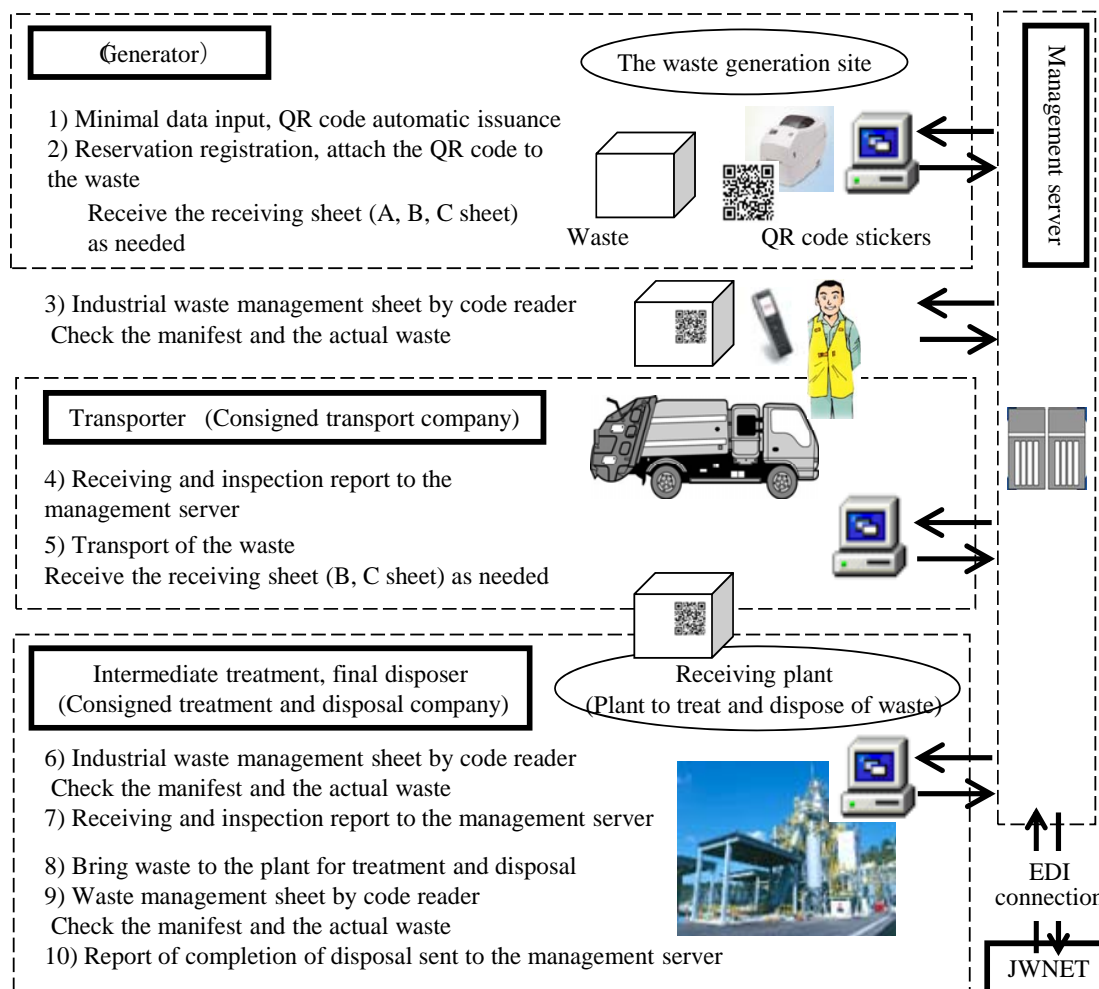 (Generator)
The waste generation site
1) Minimal data input, QR code automatic issuance
2) Reservation registration, attach the QR code to
the waste
Receive the receiving sheet (A, B, C sheet)
as needed
Waste
QR code stickers
Management server
3) Industrial waste management sheet by code reader
Check the manifest and the actual waste
Transporter (Consigned transport company)
4) Receiving and inspection report to the
management server
5) Transport of the waste
Receive the receiving sheet (B, C sheet) as needed
Intermediate treatment, final disposer
(Consigned treatment and disposal company)
Receiving plant
(Plant to treat and dispose of waste)
6) Industrial waste management sheet by code reader
Check the manifest and the actual waste
7) Receiving and inspection report to the management server
8) Bring waste to the plant for treatment and disposal
9) Waste management sheet by code reader
Check the manifest and the actual waste
10) Report of completion of disposal sent to the management server
EDI
connection
JWNET